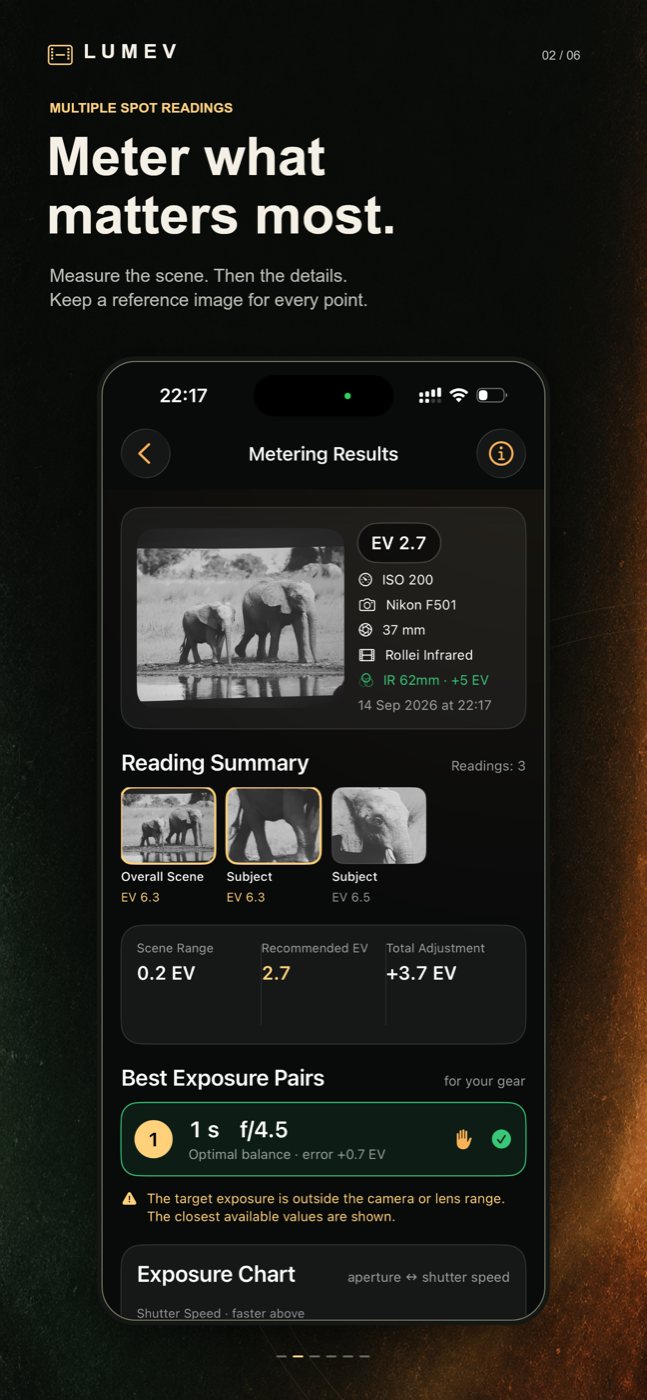 LUMEV
02 / 06
MULTIPLE SPOT READINGS
Meter what
matters most.
Measure the scene. Then the details.
Keep a reference image for every point.
22:17
Metering Results
EV 2.7
ISO 200
Nikon F501
37 mm
Rollei Infrared
IR 62mm · +5 EV
14 Sep 2026 at 22:17
Reading Summary
Readings: 3
Overall Scene
EV 6.3
Subject
EV 6.3
Subject
EV 6.5
Scene Range
0.2 EV
Recommended EV
2.7
Total Adjustment
+3.7 EV
Best Exposure Pairs
for your gear
1
1 s f/4.5
Optimal balance · error +0.7 EV
The target exposure is outside the camera or lens range.
The closest available values are shown.
Exposure Chart
aperture ↔ shutter speed
Shutter Speed · faster above